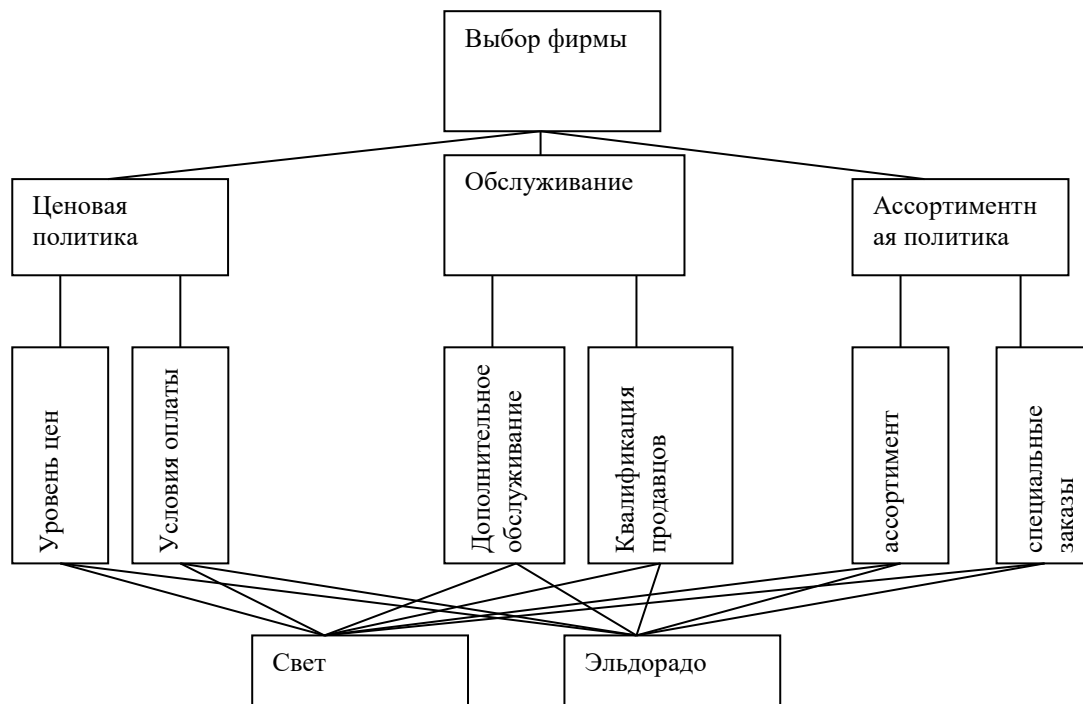 Выбор фирмы
Ценовая
политика
Обслуживание
Ассортиментн
ая политика
Уровень цен
Условия оплаты
Дополнительное
обслуживание
Квалификация
продавцов
ассортимент
специальные
заказы
Свет
Эльдорадо